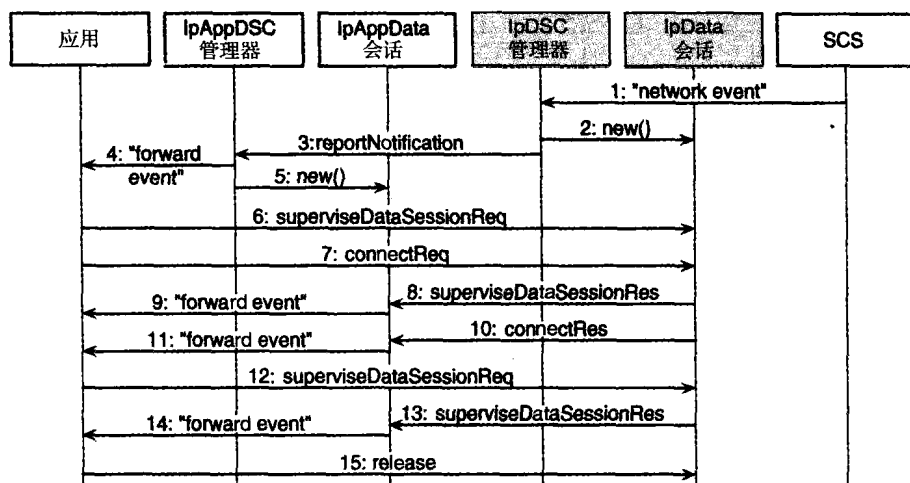 应用
IpAppDSC
管理器
IpAppData
会话
IpDSC
管理器
IpData
会话
SCS
1: "network event"
2: new()
3:reportNotification
4: "forward
event"
5: new()
6: superviseDataSessionReq
7: connectReq
8: superviseDataSessionRes
9: "forward event"
10: connectRes
11: "forward event"
12: superviseDataSessionReq
13: superviseDataSessionRes
14: "forward event"
15: release